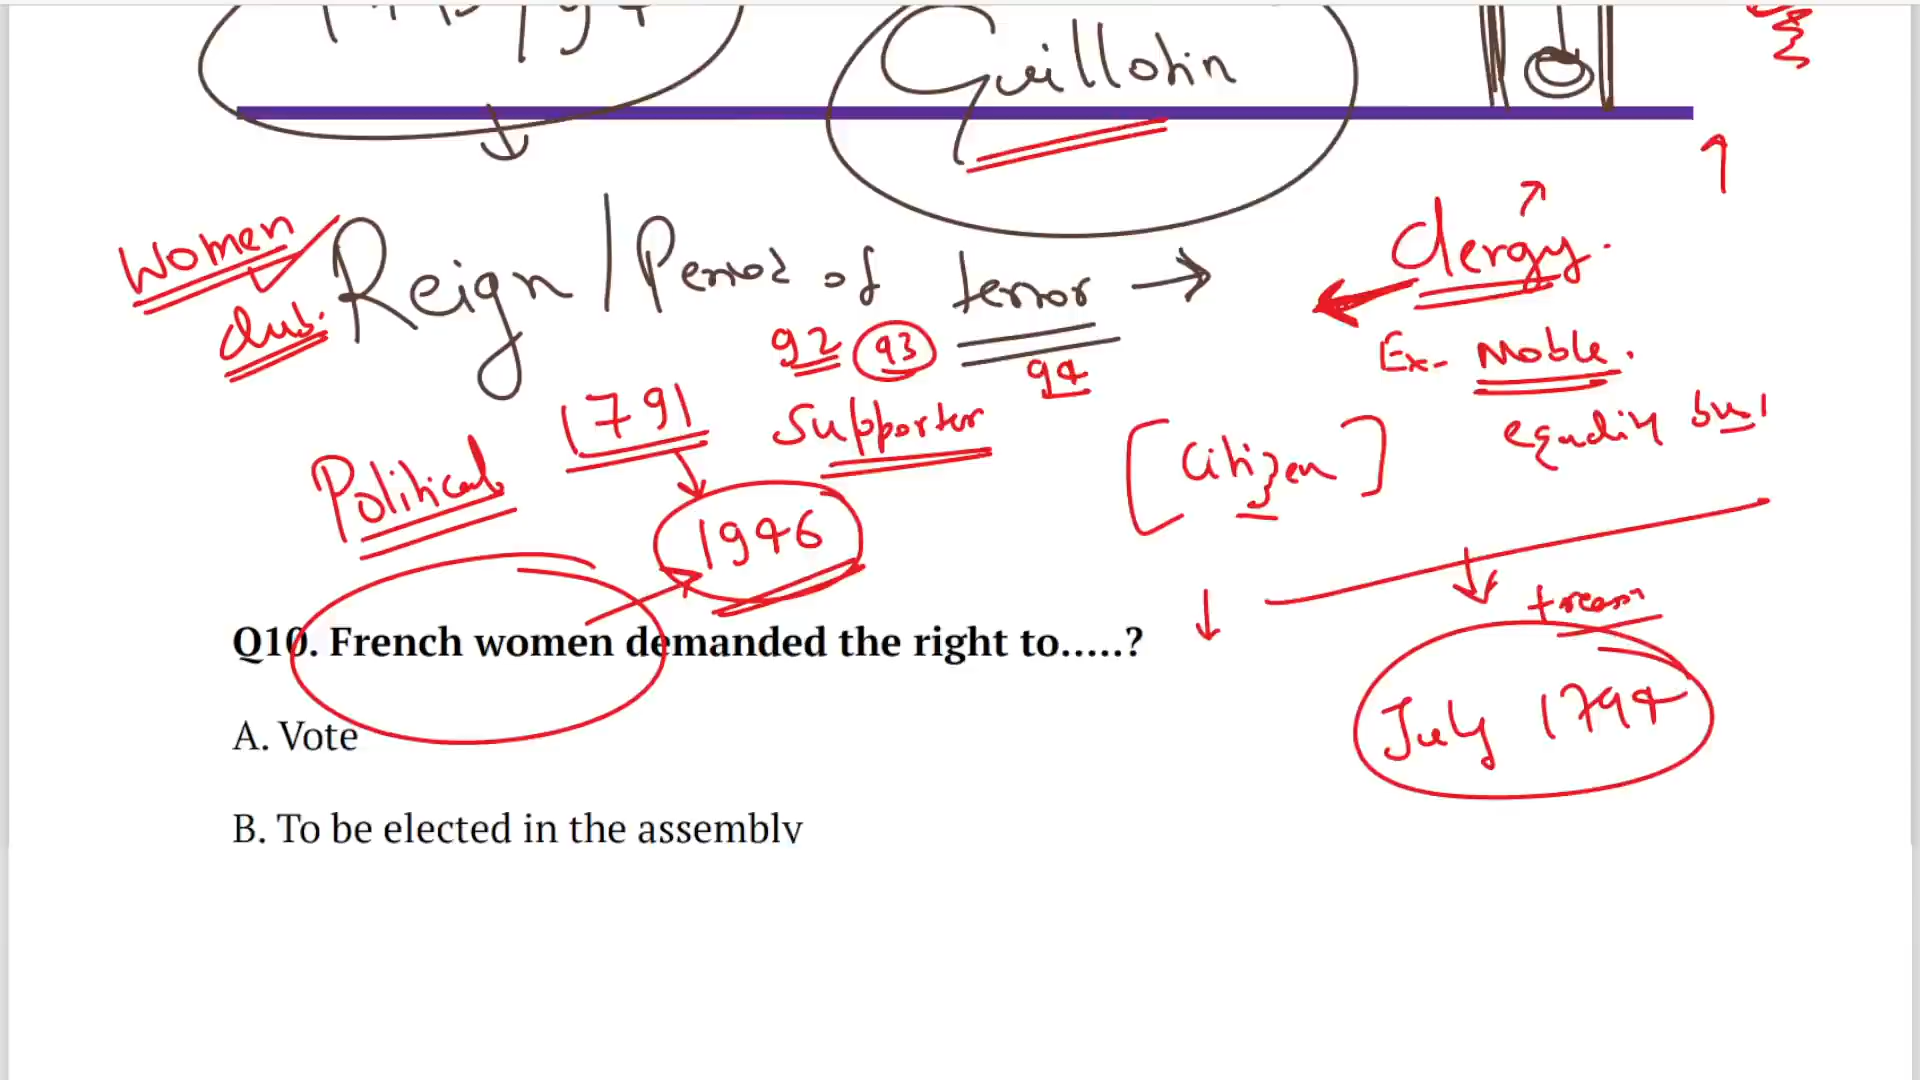 Guillotin
Women
club.
Reign/Period of terror →
Clergy.
92 93 94
Ex- Noble.
equality
1791
Supporter
[Citizen]
Political
1946
Q10. French women demanded the right to.....?
July 1794
A. Vote
B. To be elected in the assembly